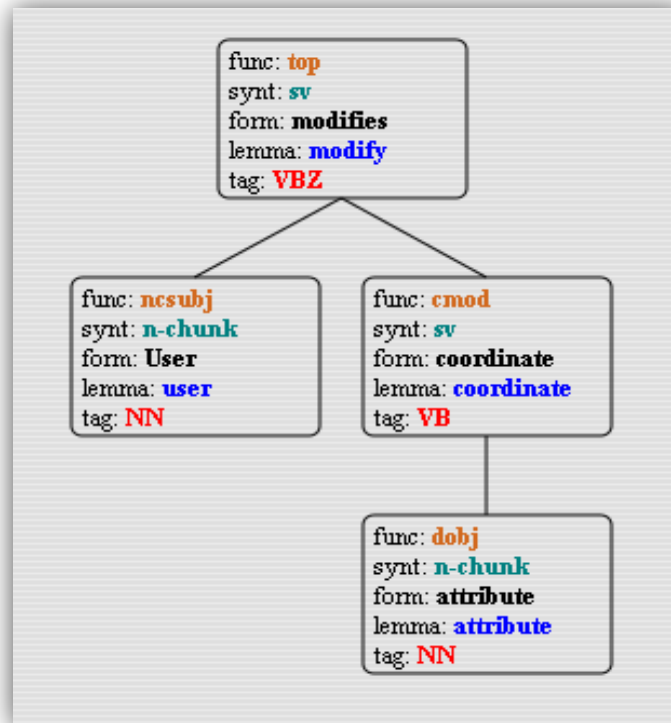 func: top
synt: sv
form: modifies
lemma: modify
tag: VBZ
func: ncsubj
synt: n-chunk
form: User
lemma: user
tag: NN
func: cmod
synt: sv
form: coordinate
lemma: coordinate
tag: VB
func: dobj
synt: n-chunk
form: attribute
lemma: attribute
tag: NN